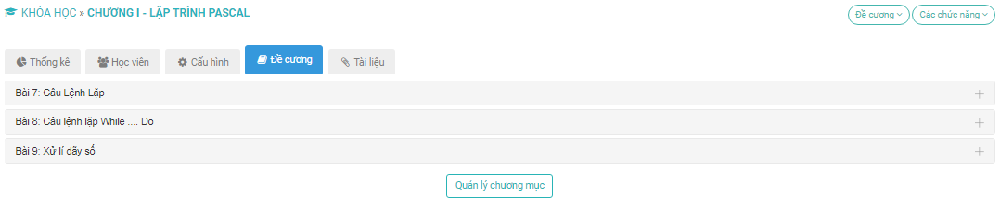 KHÓA HỌC » CHƯƠNG I - LẬP TRÌNH PASCAL
Đề cương Các chức năng
Thống kê Học viên Cấu hình Đề cương Tài liệu
Bài 7: Câu Lệnh Lặp
Bài 8: Câu lệnh lặp While .... Do
Bài 9: Xử lí dãy số
Quản lý chương mục